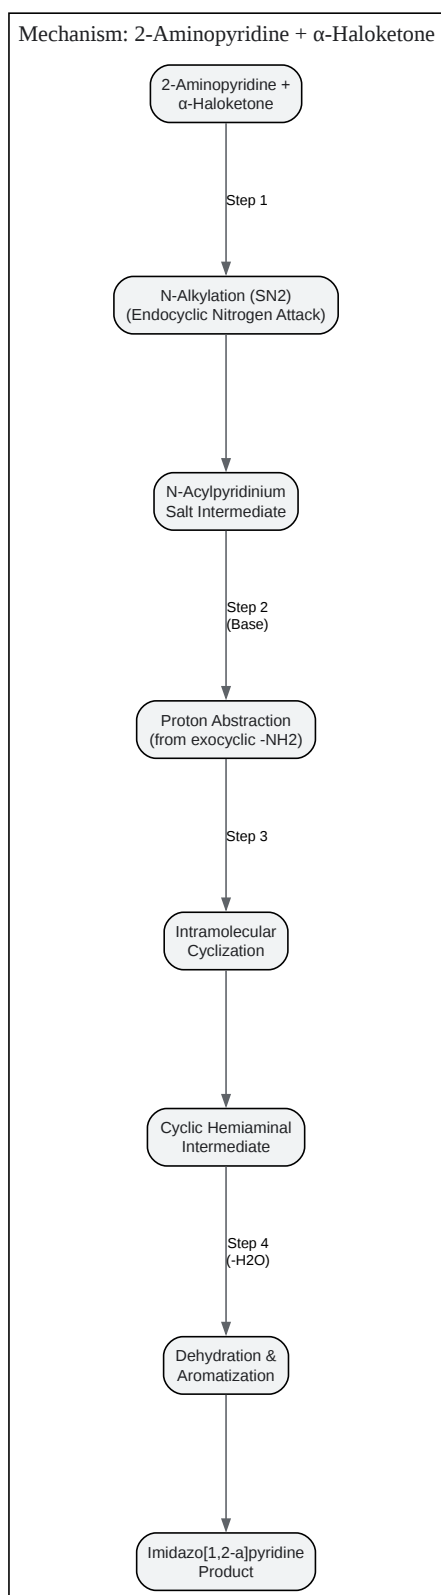 Mechanism: 2-Aminopyridine + α-Haloketone
2-Aminopyridine +
α-Haloketone
Step 1
N-Alkylation (SN2)
(Endocyclic Nitrogen Attack)
N-Acylpyridinium
Salt Intermediate
Step 2
(Base)
Proton Abstraction
(from exocyclic -NH2)
Step 3
Intramolecular
Cyclization
Cyclic Hemiaminal
Intermediate
Step 4
(-H2O)
Dehydration &
Aromatization
Imidazo[1,2-a]pyridine
Product